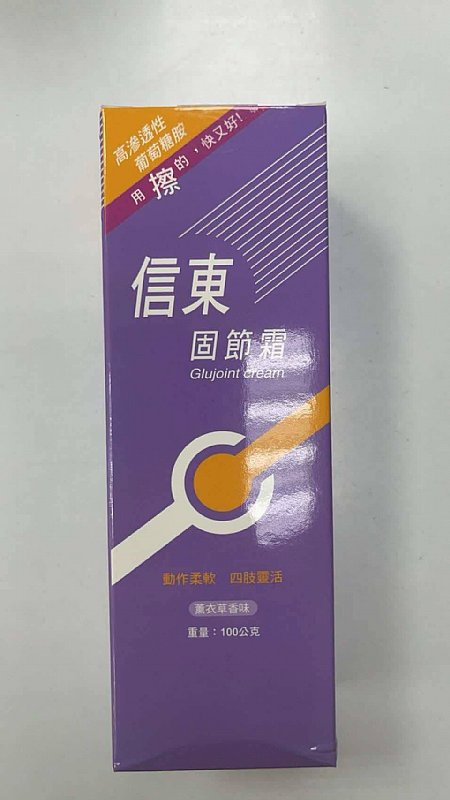 高滲透性
葡萄糖胺
用擦的，快又好!
信東
固節霜
Glujoint cream
動作柔軟 四肢靈活
薰衣草香味
重量：100公克